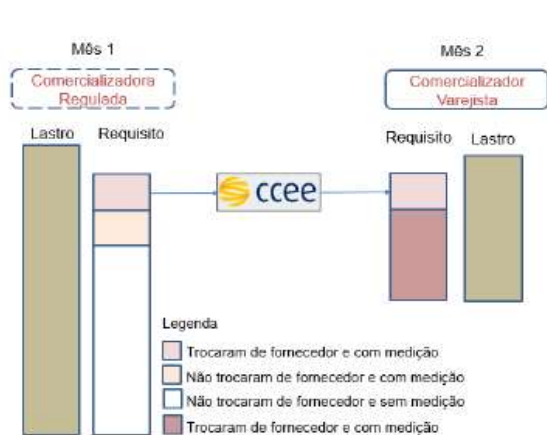 Mês 1
Mês 2
Comercializadora
Regulada
Comercializador
Varejista
Lastro
Requisito
Requisito
Lastro
ccee
Legenda
Trocaram de fornecedor e com medição
Não trocaram de fornecedor e com medição
Não trocaram de fornecedor e sem medição
Trocaram de fornecedor e com medição